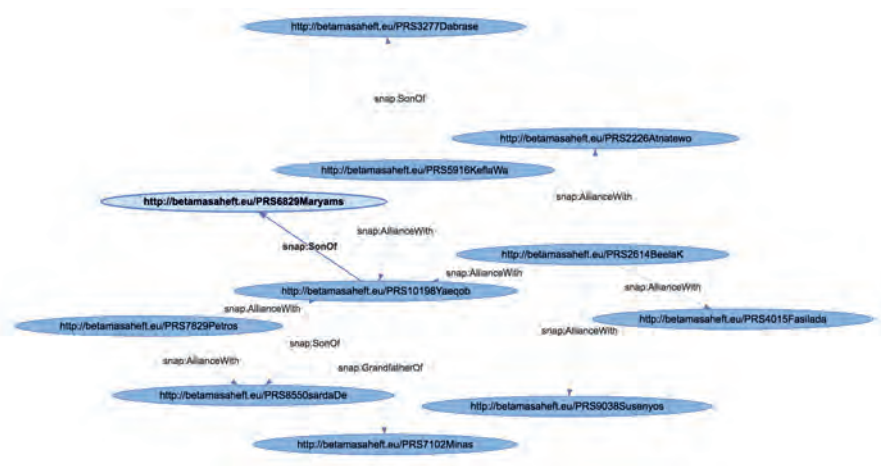 http://betamasaheft.eu/PRS3277Dabrase
snap:SonOf
http://betamasaheft.eu/PRS2226Atnatewo
http://betamasaheft.eu/PRS5916KeflaWa
snap:AllianceWith
http://betamasaheft.eu/PRS6829Maryams
snap:AllianceWith
snap:SonOf
http://betamasaheft.eu/PRS2614BeelaK
snap:AllianceWith
http://betamasaheft.eu/PRS10198Yaeqob
snap:AllianceWith
snap:AllianceWith
http://betamasaheft.eu/PRS7829Petros
http://betamasaheft.eu/PRS4015Fasilada
snap:AllianceWith
snap:SonOf
snap:AllianceWith
snap:GrandfatherOf
http://betamasaheft.eu/PRS8550sardaDe
http://betamasaheft.eu/PRS9038Susenyos
http://betamasaheft.eu/PRS7102Minas